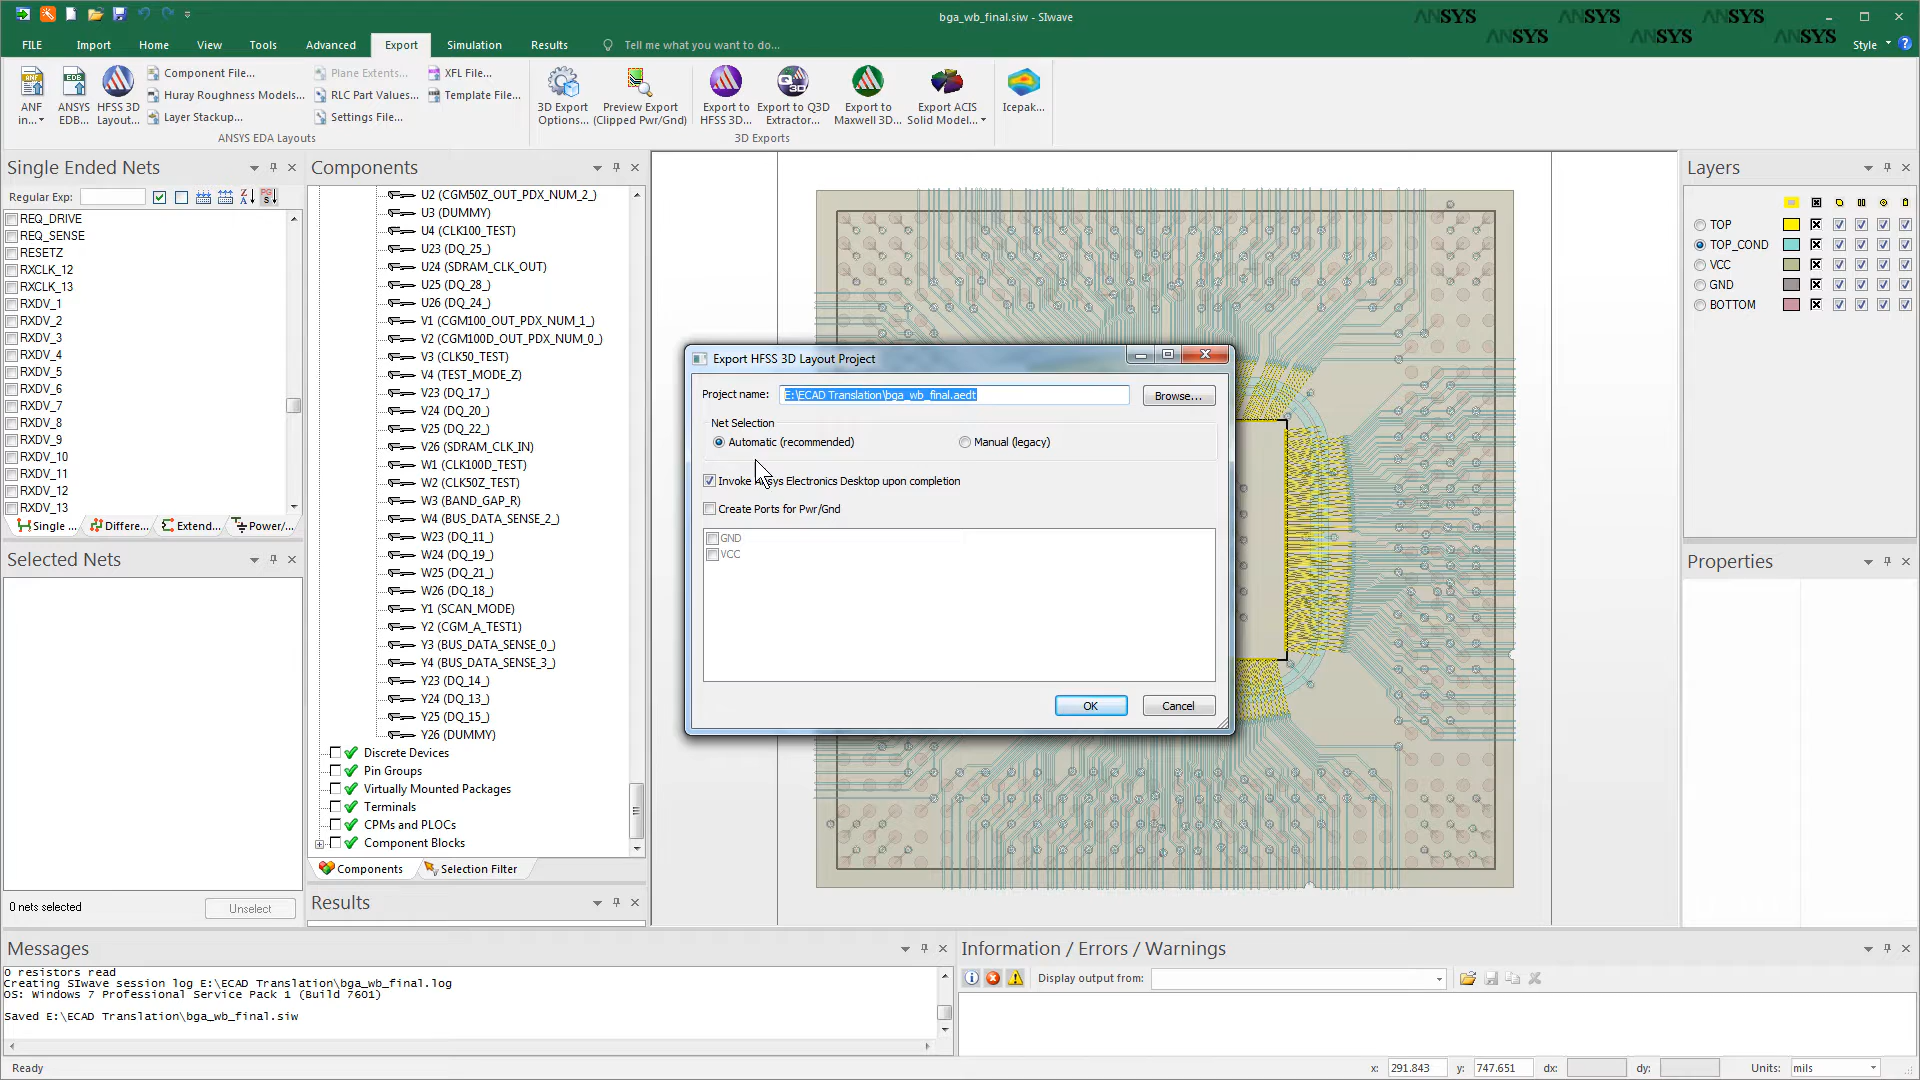 bga_wb_final.siw - SIwave
ANSYS ANSYS ANSYS
ANSYS ANSYS ANSYS
FILE Import Home View Tools Advanced Export Simulation Results Tell me what you want to do... Style
ANF in...
ANSYS EDB...
HFSS 3D Layout...
Component File...
Huray Roughness Models...
Layer Stackup...
Plane Extents...
RLC Part Values...
Settings File...
XFL File...
Template File...
ANSYS EDA Layouts
3D Export Options...
Preview Export (Clipped Pwr/Gnd)
Export to HFSS 3D...
Export to Q3D Extractor...
Export to Maxwell 3D...
Export ACIS Solid Model...
3D Exports
Icepak...
Single Ended Nets
Regular Exp:
REQ_DRIVE
REQ_SENSE
RESETZ
RXCLK_12
RXCLK_13
RXDV_1
RXDV_2
RXDV_3
RXDV_4
RXDV_5
RXDV_6
RXDV_7
RXDV_8
RXDV_9
RXDV_10
RXDV_11
RXDV_12
RXDV_13
Single ... Differe... Extend... Power/...
Selected Nets
0 nets selected
Unselect
Components
U2 (CGM50Z_OUT_PDX_NUM_2_)
U3 (DUMMY)
U4 (CLK100_TEST)
U23 (DQ_25_)
U24 (SDRAM_CLK_OUT)
U25 (DQ_28_)
U26 (DQ_24_)
V1 (CGM100_OUT_PDX_NUM_1_)
V2 (CGM100D_OUT_PDX_NUM_0_)
V3 (CLK50_TEST)
V4 (TEST_MODE_Z)
V23 (DQ_17_)
V24 (DQ_20_)
V25 (DQ_22_)
V26 (SDRAM_CLK_IN)
W1 (CLK100D_TEST)
W2 (CLK50Z_TEST)
W3 (BAND_GAP_R)
W4 (BUS_DATA_SENSE_2_)
W23 (DQ_11_)
W24 (DQ_19_)
W25 (DQ_21_)
W26 (DQ_18_)
Y1 (SCAN_MODE)
Y2 (CGM_A_TEST1)
Y3 (BUS_DATA_SENSE_0_)
Y4 (BUS_DATA_SENSE_3_)
Y23 (DQ_14_)
Y24 (DQ_13_)
Y25 (DQ_15_)
Y26 (DUMMY)
Discrete Devices
Pin Groups
Virtually Mounted Packages
Terminals
CPMs and PLOCs
Component Blocks
Components Selection Filter
Results
Export HFSS 3D Layout Project
Project name: E:\ECAD Translation\bga_wb_final.aedt Browse...
Net Selection
Automatic (recommended) Manual (legacy)
Invoke Ansys Electronics Desktop upon completion
Create Ports for Pwr/Gnd
GND
VCC
OK Cancel
Layers
TOP
TOP_COND
VCC
GND
BOTTOM
Properties
Messages
0 resistors read
Creating SIwave session log E:\ECAD Translation\bga_wb_final.log
OS: Windows 7 Professional Service Pack 1 (Build 7601)
Saved E:\ECAD Translation\bga_wb_final.siw
Information / Errors / Warnings
Display output from:
Ready
x: 291.843 y: 747.651 dx: dy: Units: mils